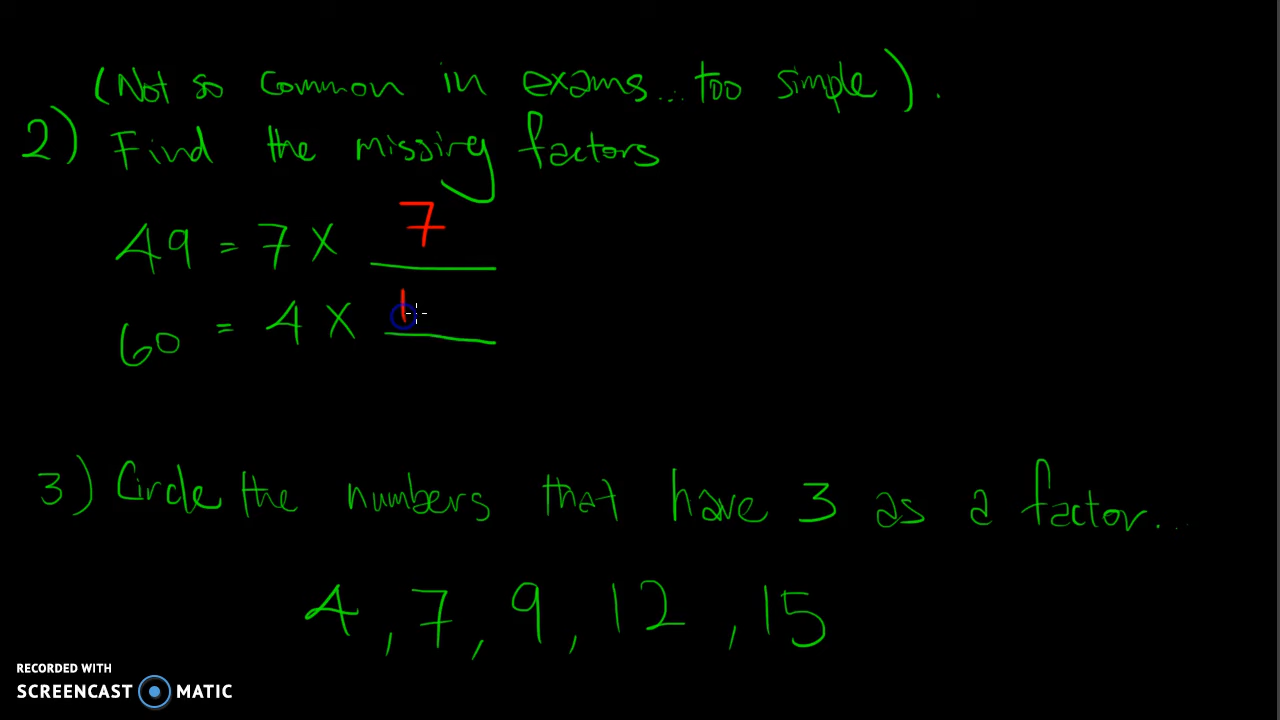 (Not so common in exams... too simple).
2) Find the missing factors
49 = 7 X 7
60 = 4 X 1
3) Circle the numbers that have 3 as a factor...
4, 7, 9, 12, 15
RECORDED WITH
SCREENCAST MATIC